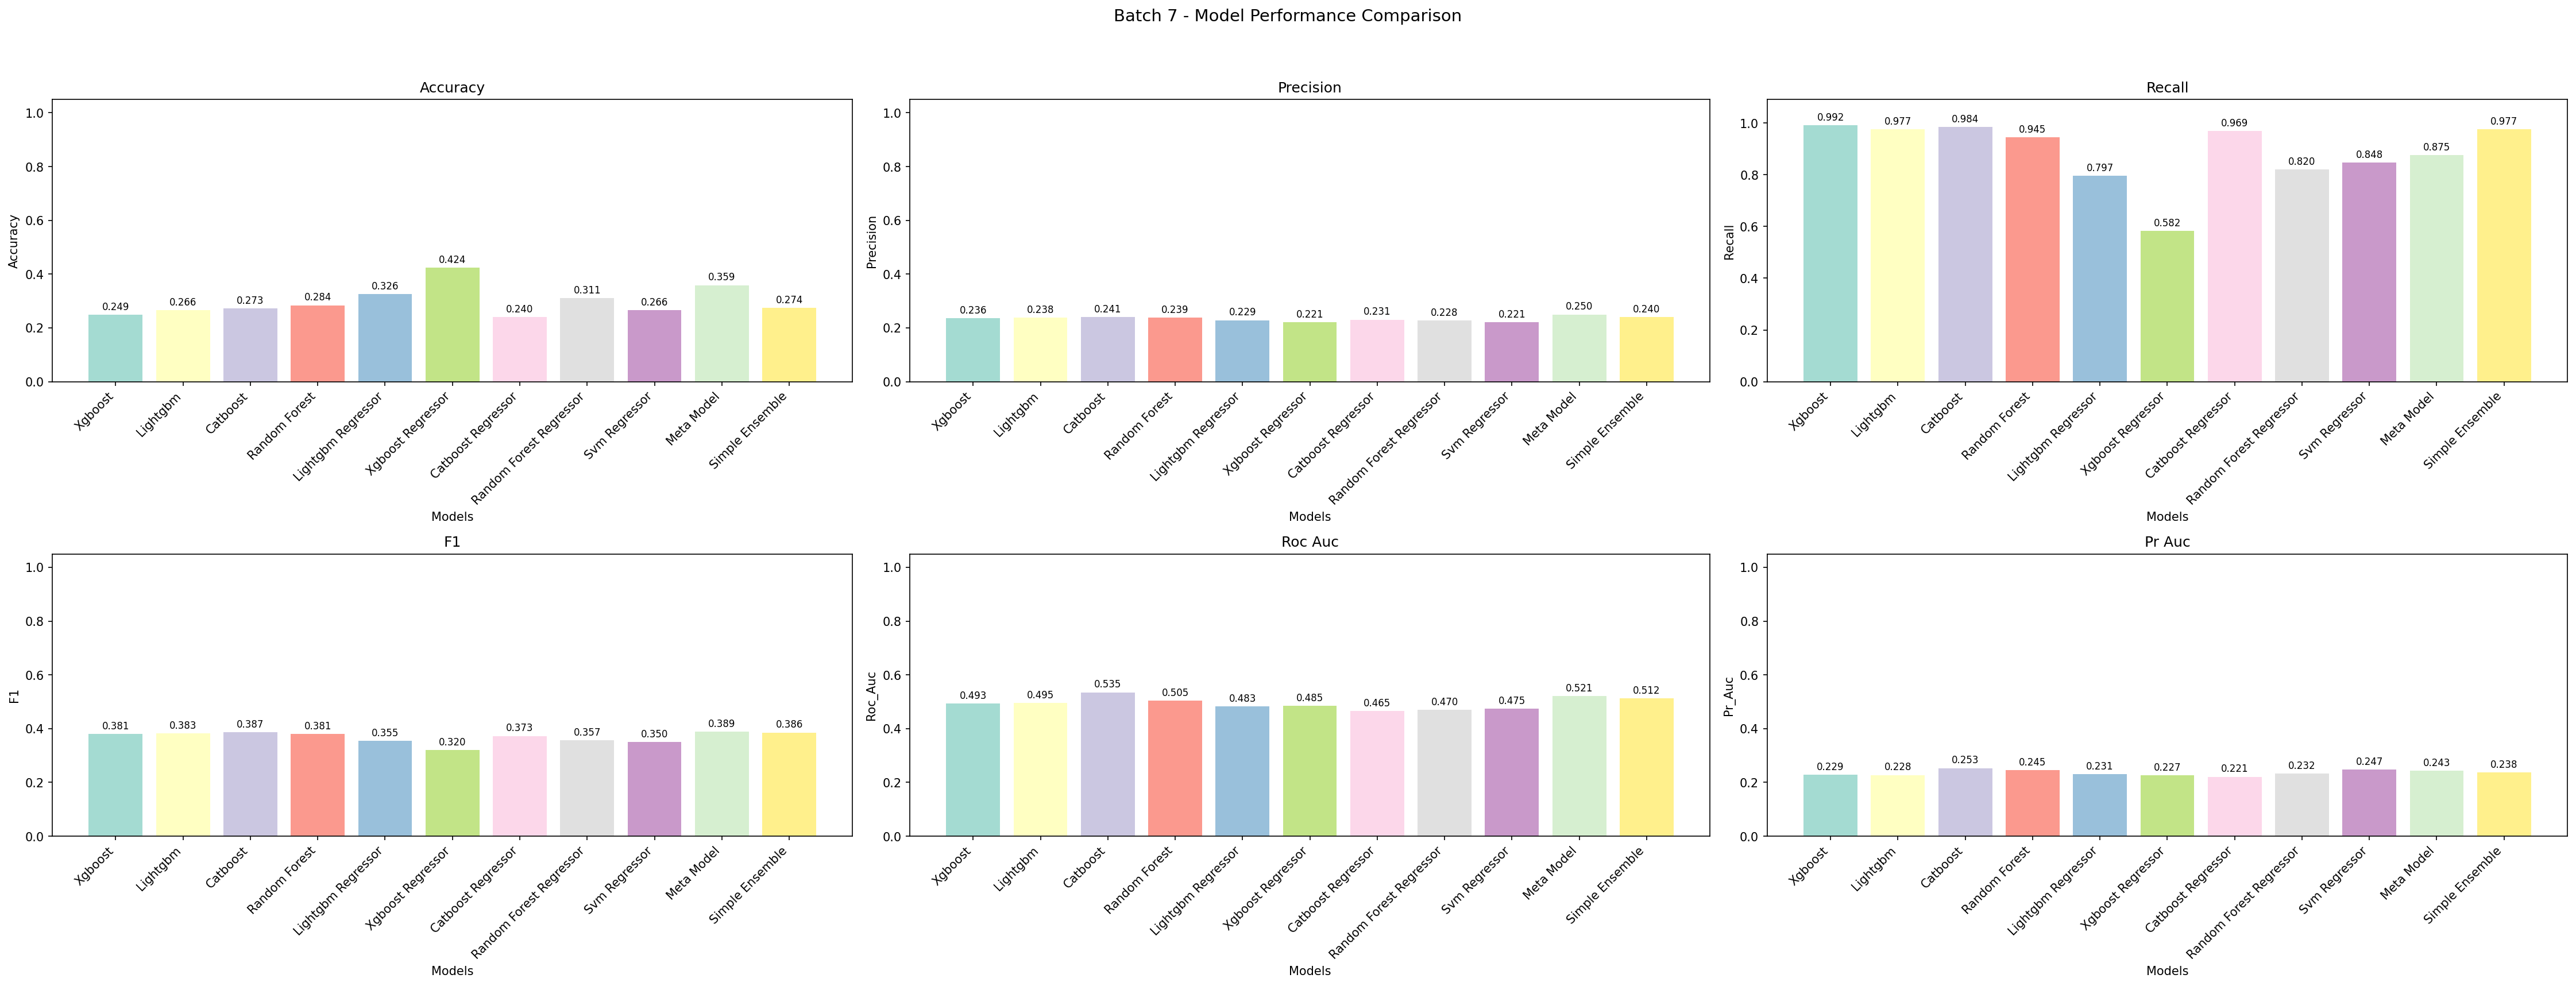 Batch 7 - Model Performance Comparison
Accuracy
Accuracy
1.0
0.8
0.6
0.4
0.2
0.0
0.249
0.266
0.273
0.284
0.326
0.424
0.240
0.311
0.266
0.359
0.274
Xgboost
Lightgbm
Catboost
Random Forest
Lightgbm Regressor
Xgboost Regressor
Catboost Regressor
Random Forest Regressor
Svm Regressor
Meta Model
Simple Ensemble
Models
Precision
Precision
1.0
0.8
0.6
0.4
0.2
0.0
0.236
0.238
0.241
0.239
0.229
0.221
0.231
0.228
0.221
0.250
0.240
Xgboost
Lightgbm
Catboost
Random Forest
Lightgbm Regressor
Xgboost Regressor
Catboost Regressor
Random Forest Regressor
Svm Regressor
Meta Model
Simple Ensemble
Models
Recall
Recall
1.0
0.8
0.6
0.4
0.2
0.0
0.992
0.977
0.984
0.945
0.797
0.582
0.969
0.820
0.848
0.875
0.977
Xgboost
Lightgbm
Catboost
Random Forest
Lightgbm Regressor
Xgboost Regressor
Catboost Regressor
Random Forest Regressor
Svm Regressor
Meta Model
Simple Ensemble
Models
F1
F1
1.0
0.8
0.6
0.4
0.2
0.0
0.381
0.383
0.387
0.381
0.355
0.320
0.373
0.357
0.350
0.389
0.386
Xgboost
Lightgbm
Catboost
Random Forest
Lightgbm Regressor
Xgboost Regressor
Catboost Regressor
Random Forest Regressor
Svm Regressor
Meta Model
Simple Ensemble
Models
Roc Auc
Roc_Auc
1.0
0.8
0.6
0.4
0.2
0.0
0.493
0.495
0.535
0.505
0.483
0.485
0.465
0.470
0.475
0.521
0.512
Xgboost
Lightgbm
Catboost
Random Forest
Lightgbm Regressor
Xgboost Regressor
Catboost Regressor
Random Forest Regressor
Svm Regressor
Meta Model
Simple Ensemble
Models
Pr Auc
Pr_Auc
1.0
0.8
0.6
0.4
0.2
0.0
0.229
0.228
0.253
0.245
0.231
0.227
0.221
0.232
0.247
0.243
0.238
Xgboost
Lightgbm
Catboost
Random Forest
Lightgbm Regressor
Xgboost Regressor
Catboost Regressor
Random Forest Regressor
Svm Regressor
Meta Model
Simple Ensemble
Models